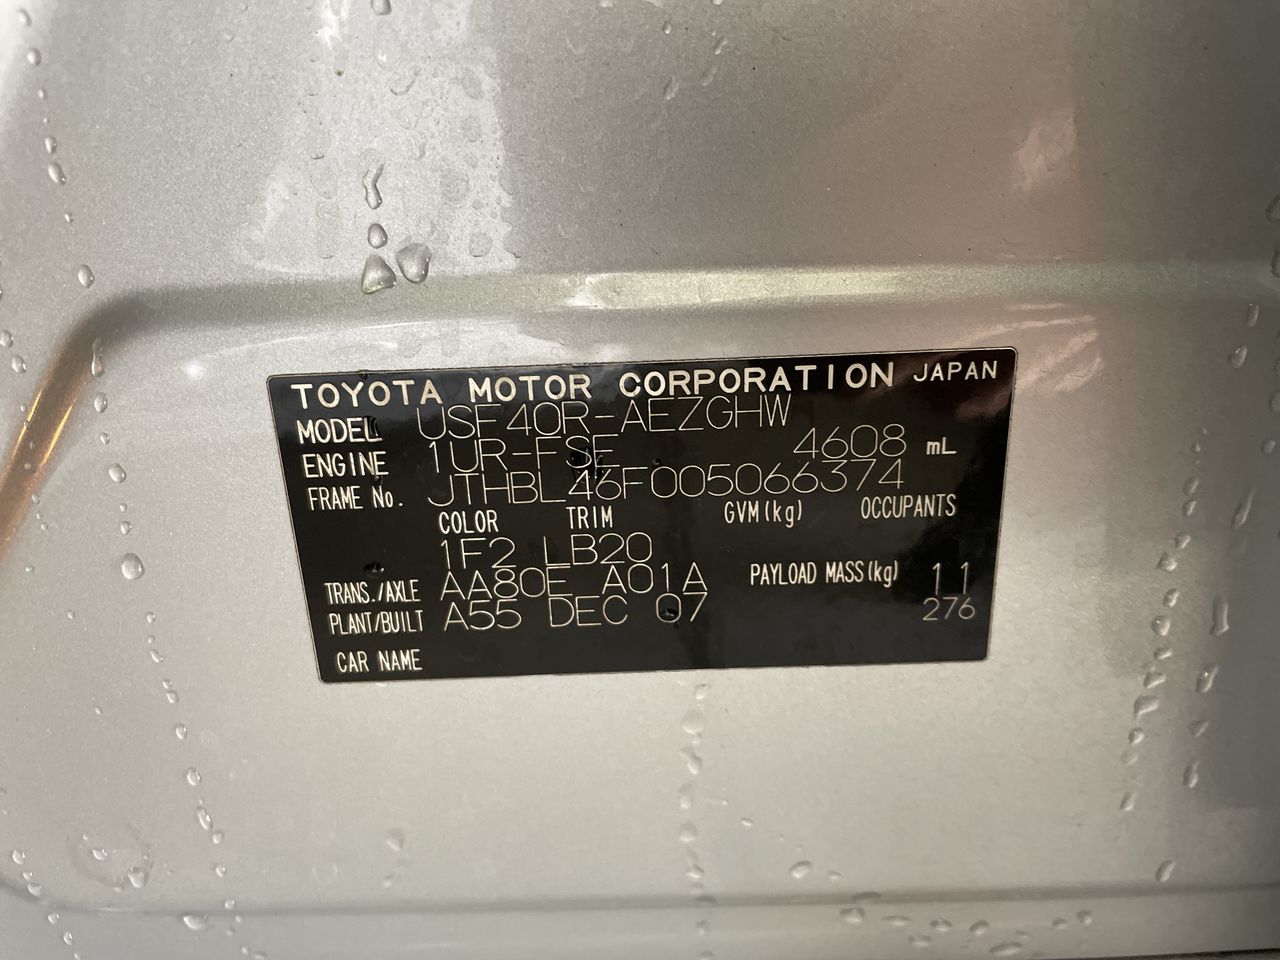 TOYOTA MOTOR CORPORATION JAPAN
MODEL USF40R-AEZGHW
ENGINE 1UR-FSE 4608 mL
FRAME No. JTHBL46F005066374
COLOR TRIM GVM(kg) OCCUPANTS
1F2 LB20
TRANS./AXLE AA80E A01A PAYLOAD MASS(kg) 11
PLANT/BUILT A55 DEC 07 276
CAR NAME